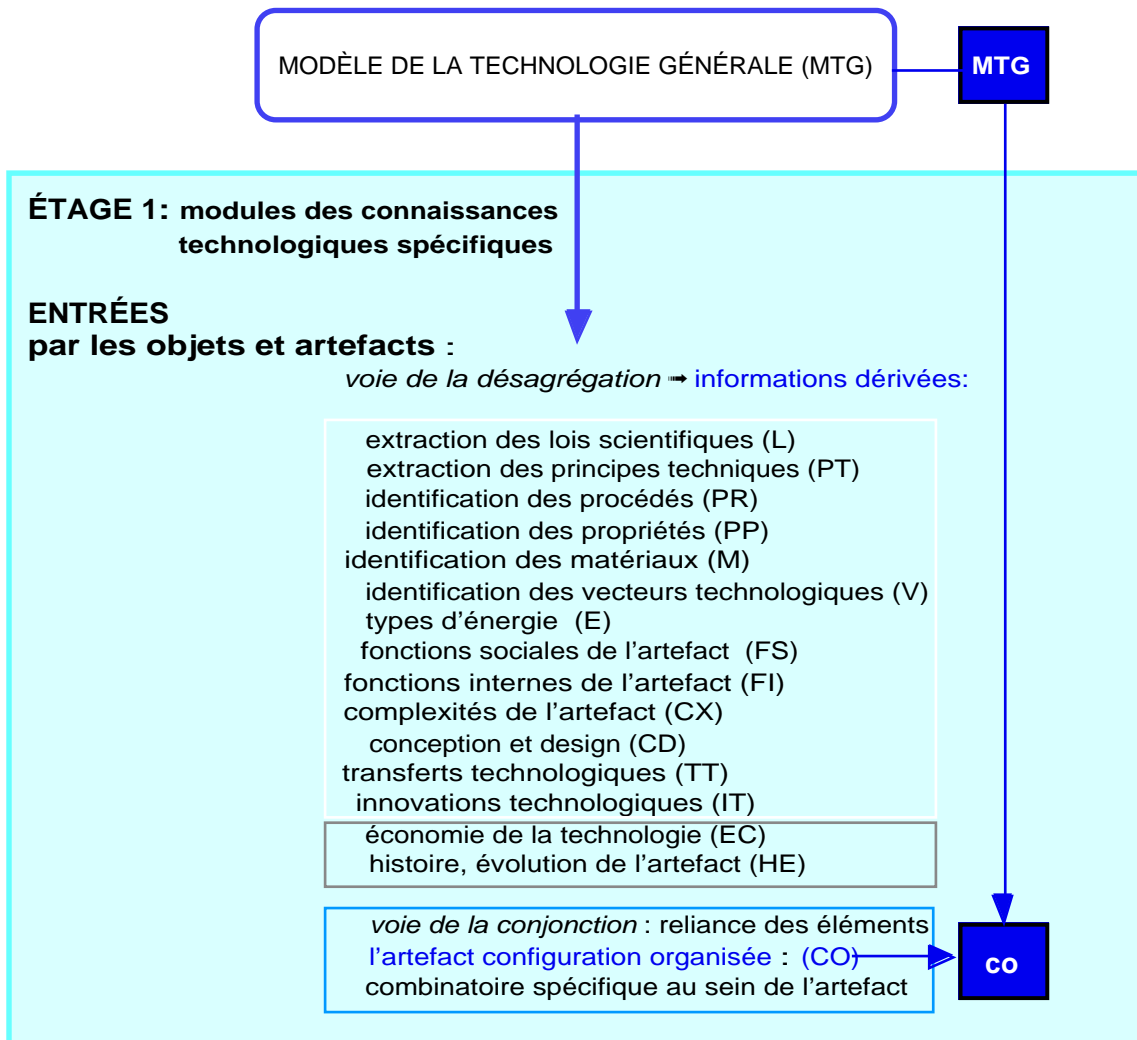 MODÈLE DE LA TECHNOLOGIE GÉNÉRALE (MTG)
MTG
ÉTAGE 1: modules des connaissances
technologiques spécifiques
ENTRÉES
par les objets et artefacts :
voie de la désagrégation ➟ informations dérivées:
extraction des lois scientifiques (L)
extraction des principes techniques (PT)
identification des procédés (PR)
identification des propriétés (PP)
identification des matériaux (M)
identification des vecteurs technologiques (V)
types d’énergie (E)
fonctions sociales de l’artefact (FS)
fonctions internes de l’artefact (FI)
complexités de l’artefact (CX)
conception et design (CD)
transferts technologiques (TT)
innovations technologiques (IT)
économie de la technologie (EC)
histoire, évolution de l’artefact (HE)
voie de la conjonction : reliance des éléments
l’artefact configuration organisée : (CO)
combinatoire spécifique au sein de l’artefact
co